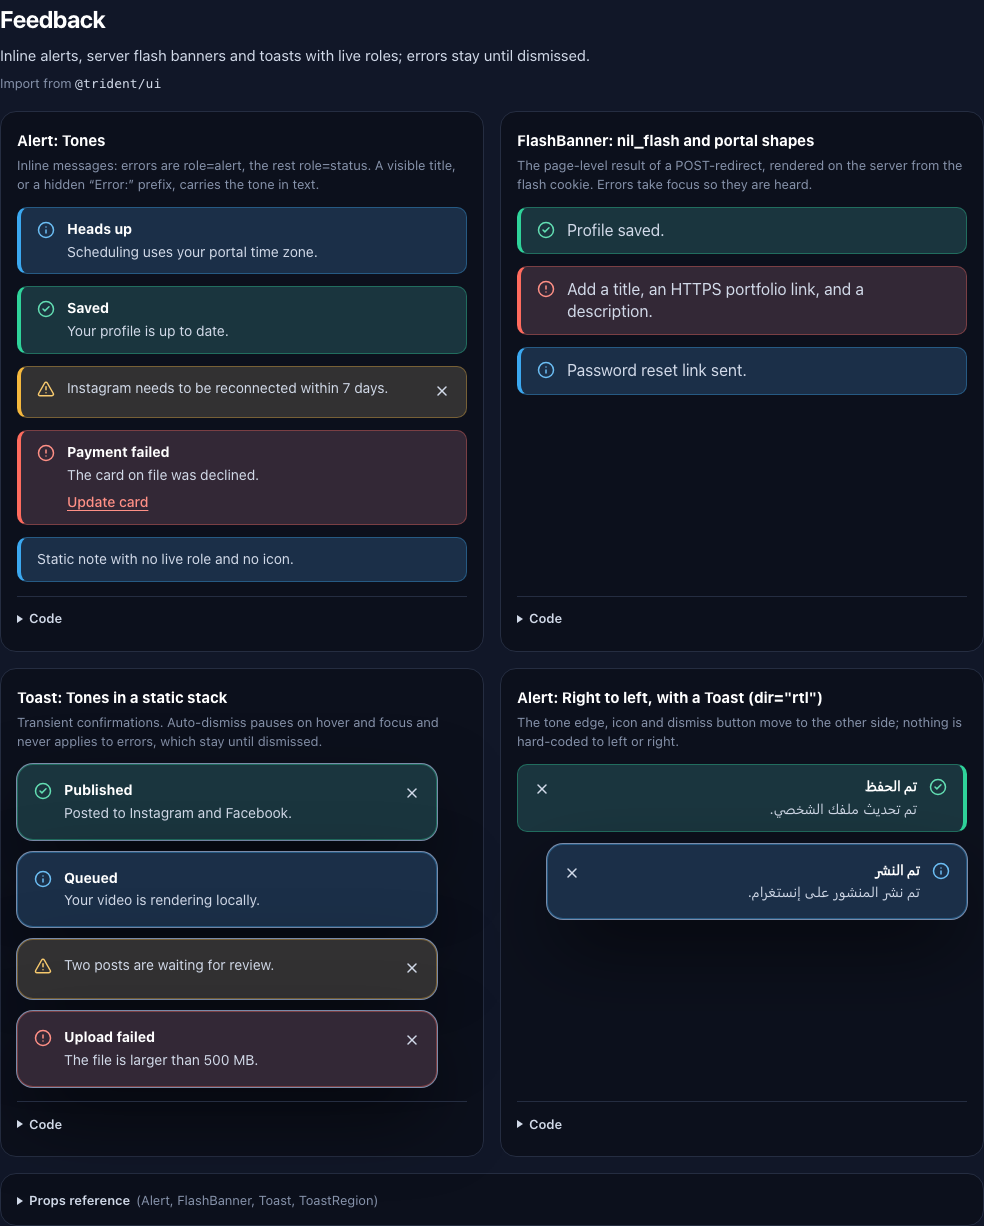 Feedback
Inline alerts, server flash banners and toasts with live roles; errors stay until dismissed.
Import from @trident/ui
Alert: Tones
Inline messages: errors are role=alert, the rest role=status. A visible title,
or a hidden “Error:” prefix, carries the tone in text.
Heads up
Scheduling uses your portal time zone.
Saved
Your profile is up to date.
Instagram needs to be reconnected within 7 days.
Payment failed
The card on file was declined.
Update card
Static note with no live role and no icon.
Code
FlashBanner: nil_flash and portal shapes
The page-level result of a POST-redirect, rendered on the server from the
flash cookie. Errors take focus so they are heard.
Profile saved.
Add a title, an HTTPS portfolio link, and a
description.
Password reset link sent.
Code
Toast: Tones in a static stack
Transient confirmations. Auto-dismiss pauses on hover and focus and
never applies to errors, which stay until dismissed.
Published
Posted to Instagram and Facebook.
Queued
Your video is rendering locally.
Two posts are waiting for review.
Upload failed
The file is larger than 500 MB.
Code
Alert: Right to left, with a Toast (dir="rtl")
The tone edge, icon and dismiss button move to the other side; nothing is
hard-coded to left or right.
تم الحفظ
تم تحديث ملفك الشخصي.
تم النشر
تم نشر المنشور على إنستغرام.
Code
Props reference (Alert, FlashBanner, Toast, ToastRegion)